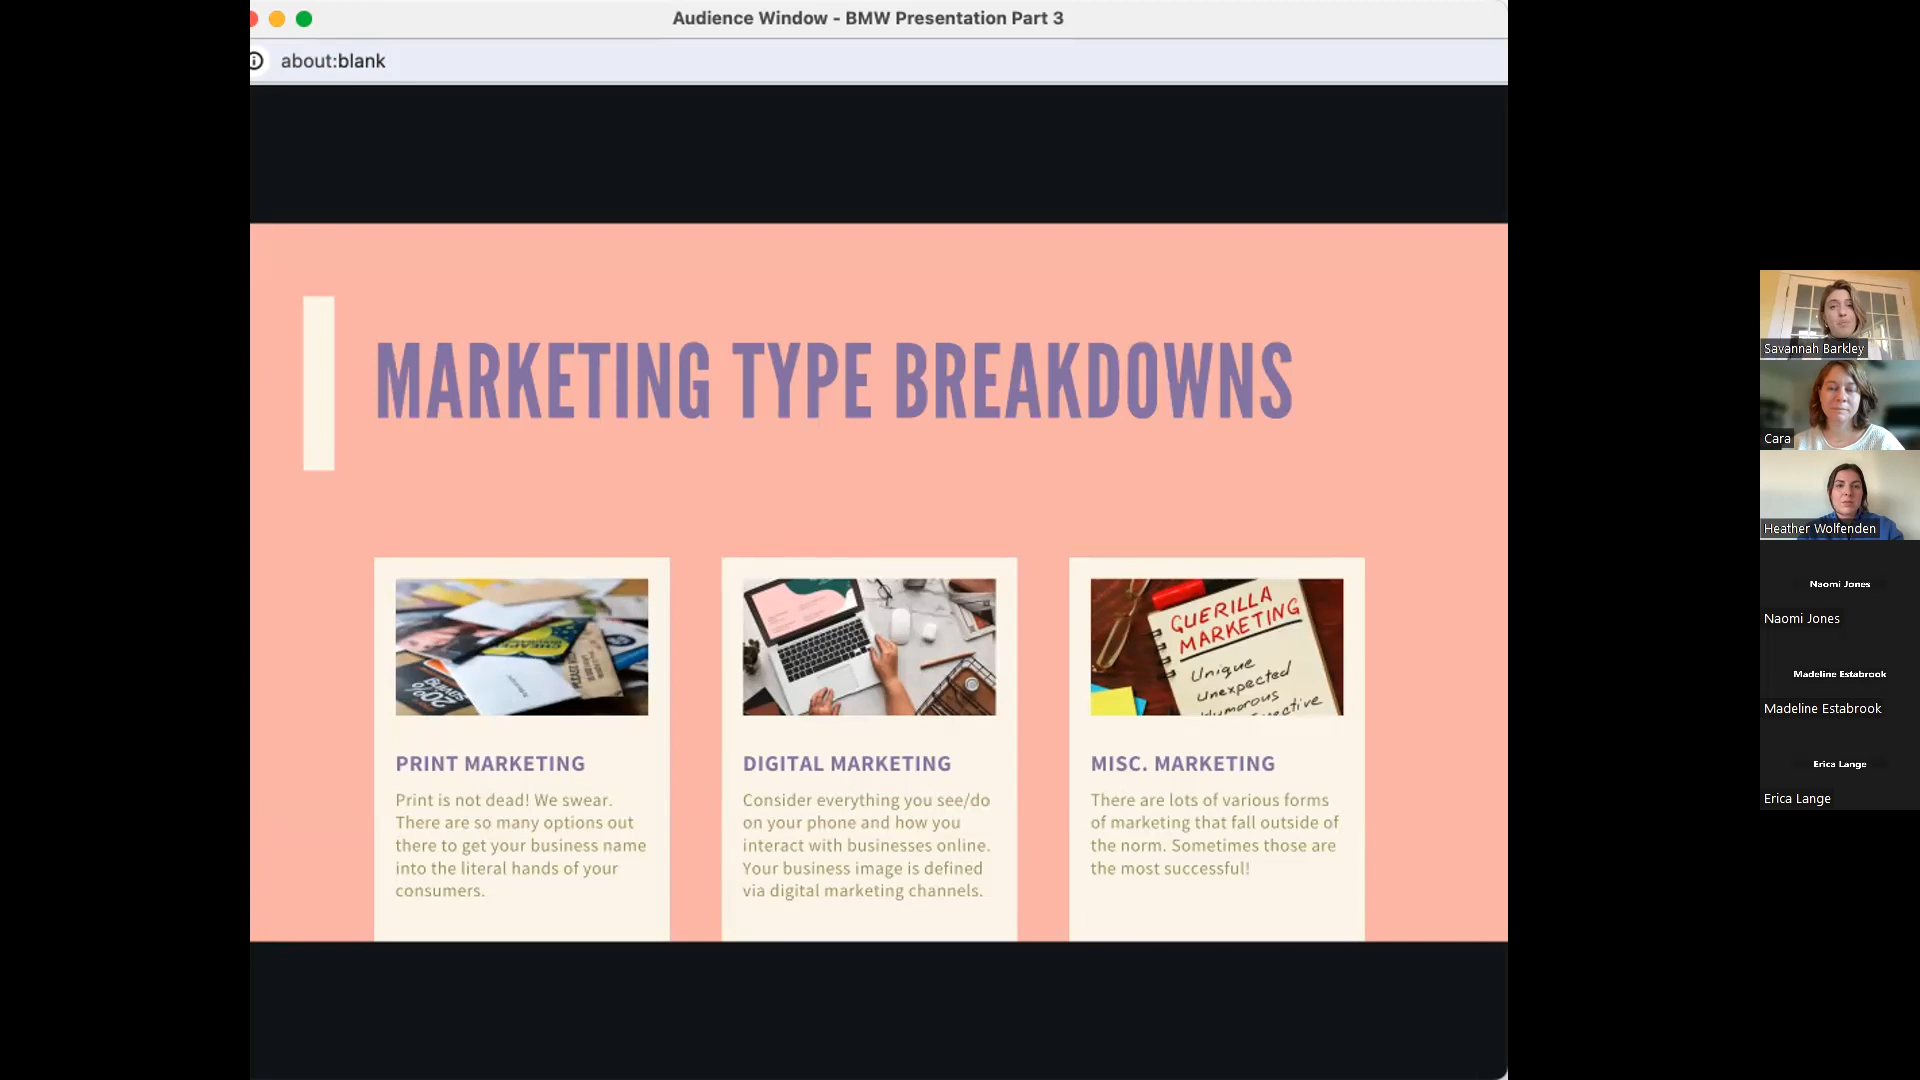 Audience Window - BMW Presentation Part 3
about:blank
MARKETING TYPE BREAKDOWNS
GUERILLA
MARKETING
Unique
Unexpected
Humorous
PRINT MARKETING
Print is not dead! We swear.
There are so many options out
there to get your business name
into the literal hands of your
consumers.
DIGITAL MARKETING
Consider everything you see/do
on your phone and how you
interact with businesses online.
Your business image is defined
via digital marketing channels.
MISC. MARKETING
There are lots of various forms
of marketing that fall outside of
the norm. Sometimes those are
the most successful!
Savannah Barkley
Cara
Heather Wolfenden
Naomi Jones
Naomi Jones
Madeline Estabrook
Madeline Estabrook
Erica Lange
Erica Lange